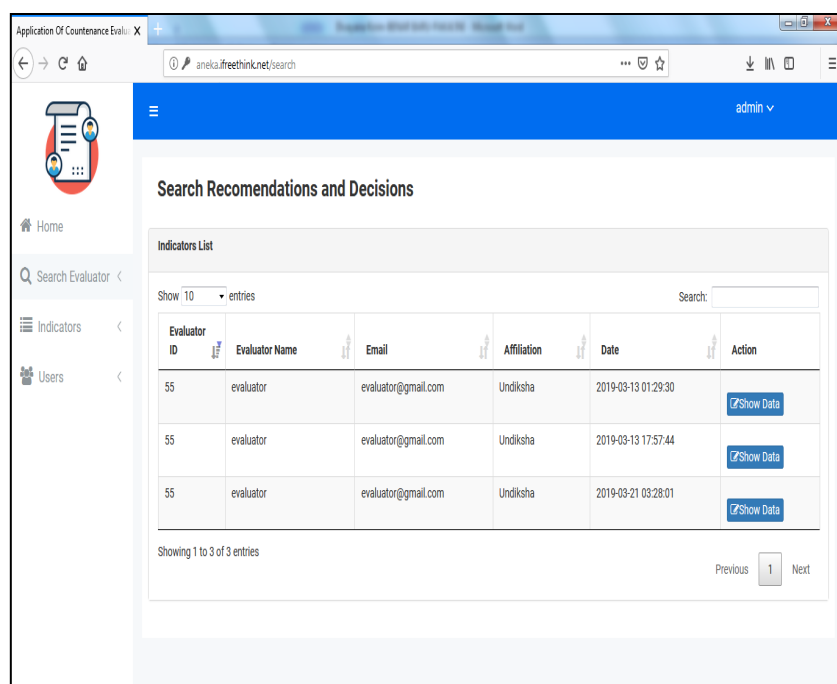 Application Of Countenance Evalu X
aneka.ifreethink.net/search
admin
Search Recomendations and Decisions
Home
Search Evaluator
Indicators
Users
Indicators List
Show 10 entries
Search:
Evaluator ID Evaluator Name Email Affiliation Date Action
55 evaluator evaluator@gmail.com Undiksha 2019-03-13 01:29:30 Show Data
55 evaluator evaluator@gmail.com Undiksha 2019-03-13 17:57:44 Show Data
55 evaluator evaluator@gmail.com Undiksha 2019-03-21 03:28:01 Show Data
Showing 1 to 3 of 3 entries
Previous 1 Next